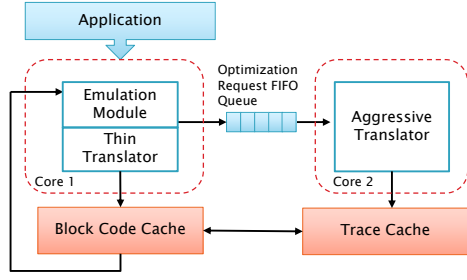 Application
Optimization
Request FIFO
Queue
Emulation
Module
Thin
Translator
Aggressive
Translator
Core 1
Core 2
Block Code Cache
Trace Cache